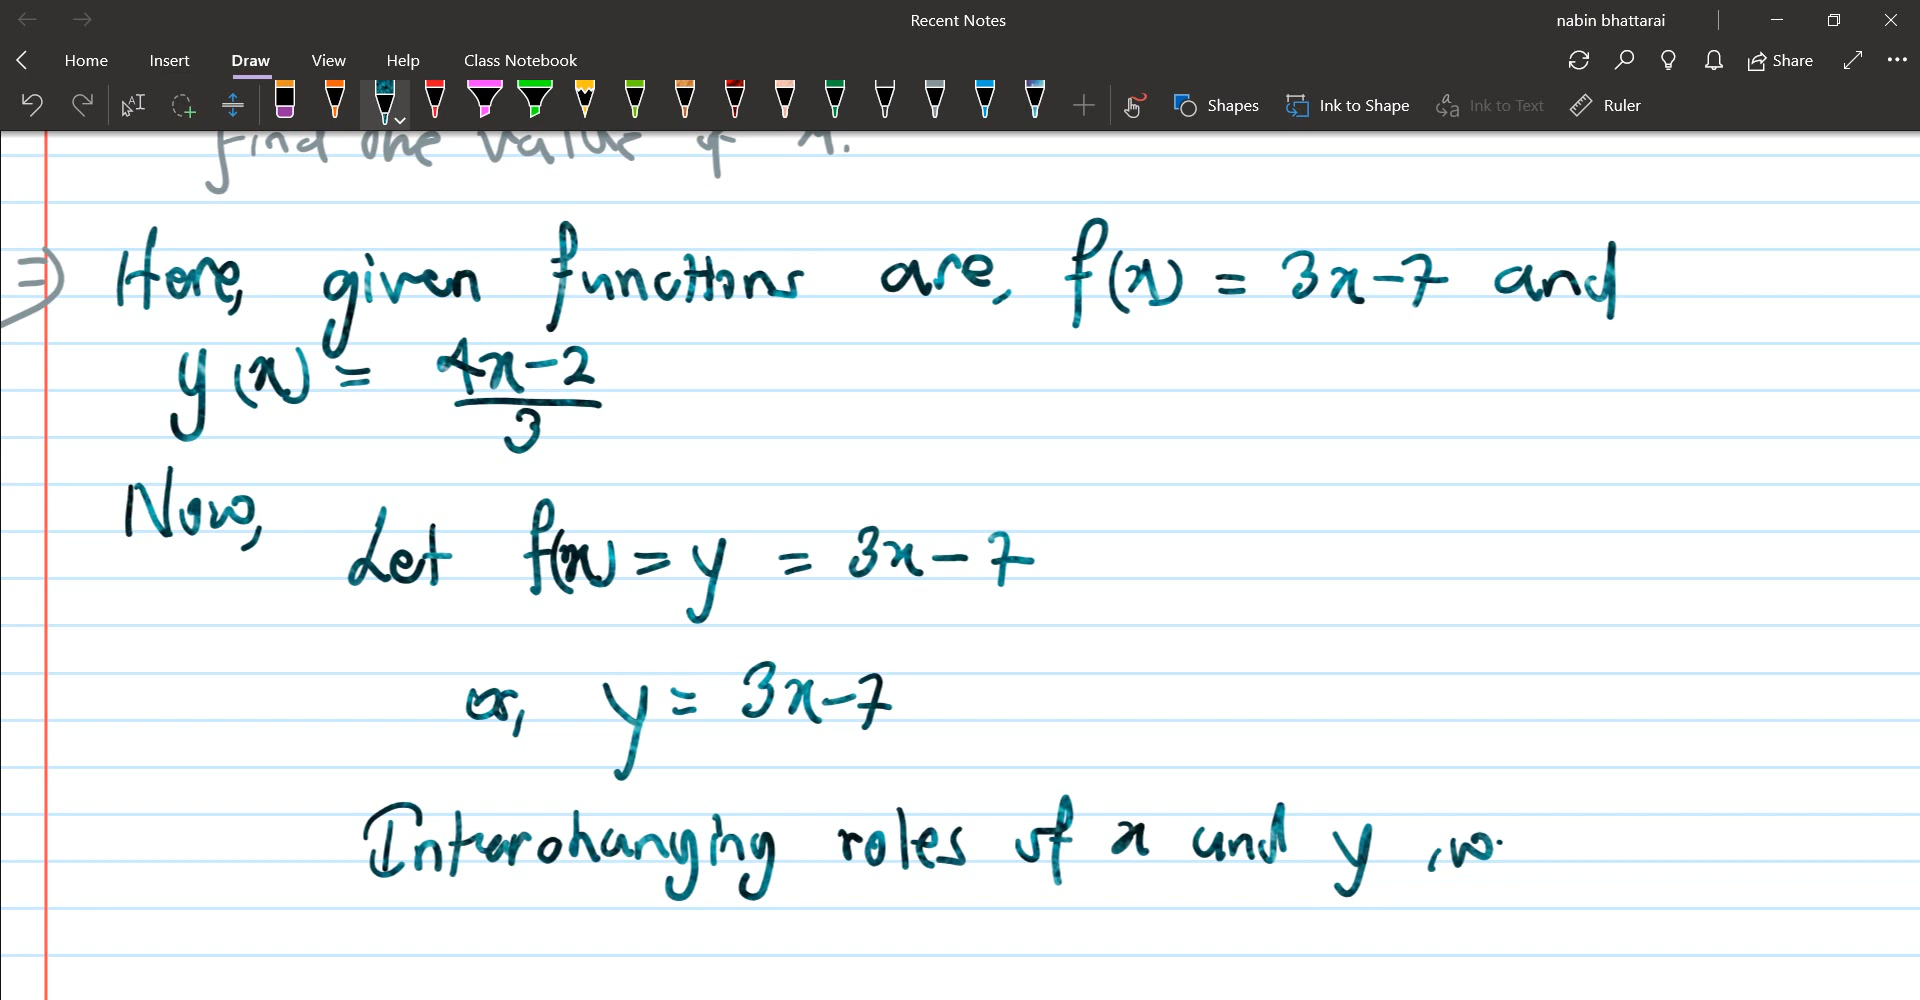 Recent Notes
nabin bhattarai
Home Insert Draw View Help Class Notebook
Share
Shapes Ink to Shape Ink to Text Ruler
find the value of x.
⇒ Here, given functions are, f(x) = 3x-7 and
g(x) = 4x-2
3
Now,
Let f(x) = y = 3x-7
or, y = 3x-7
Interchanging roles of x and y,